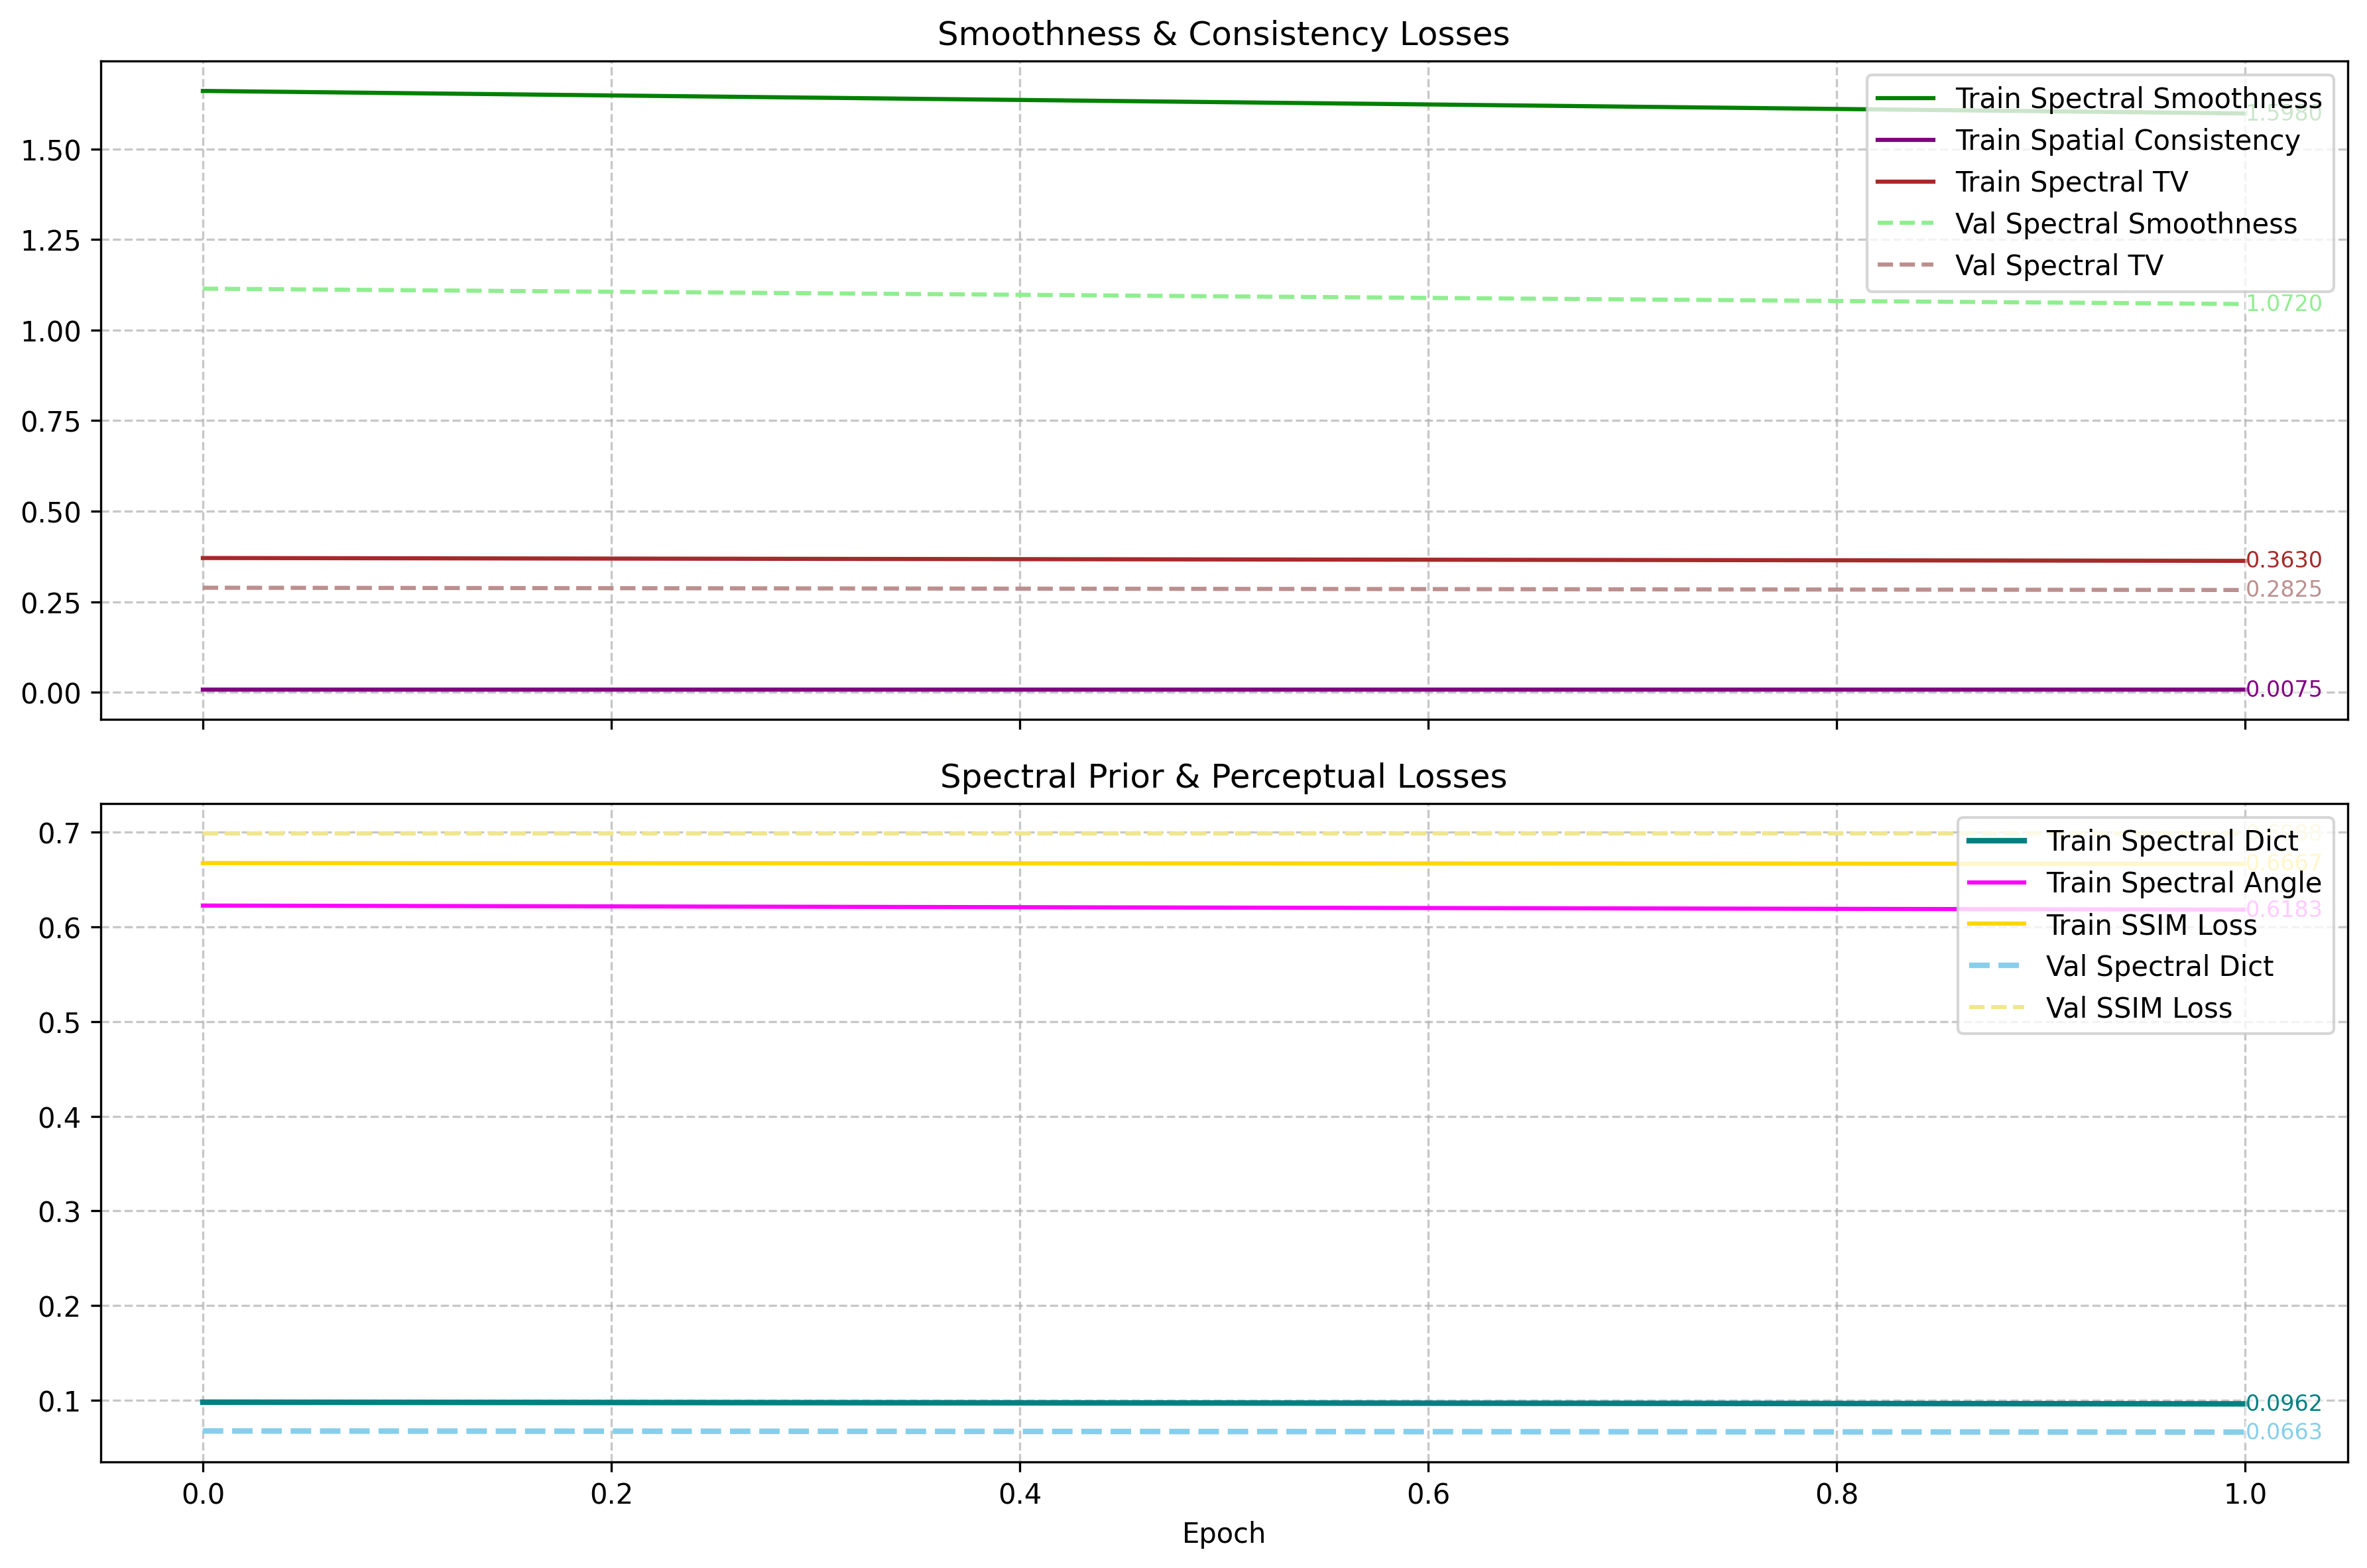 Smoothness & Consistency Losses
1.50
1.25
1.00
0.75
0.50
0.25
0.00
Train Spectral Smoothness
Train Spatial Consistency
Train Spectral TV
Val Spectral Smoothness
Val Spectral TV
1.5980
1.0720
0.3630
0.2825
0.0075
Spectral Prior & Perceptual Losses
0.7
0.6
0.5
0.4
0.3
0.2
0.1
Train Spectral Dict
Train Spectral Angle
Train SSIM Loss
Val Spectral Dict
Val SSIM Loss
0.6667
0.6183
0.0962
0.0663
0.0
0.2
0.4
0.6
0.8
1.0
Epoch